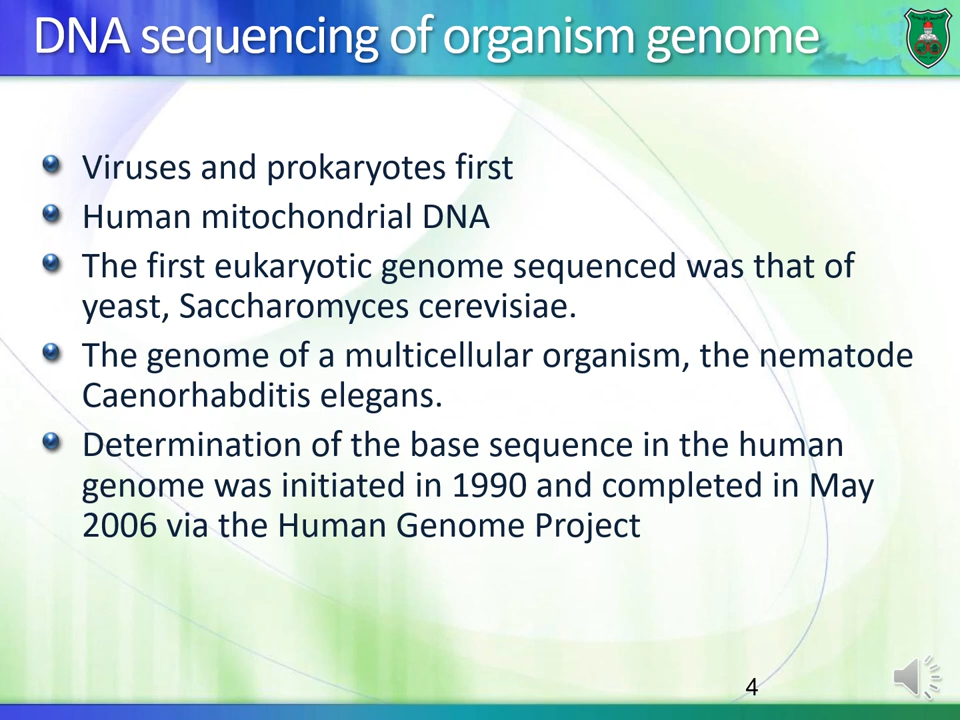 DNA sequencing of organism genome
Viruses and prokaryotes first
Human mitochondrial DNA
The first eukaryotic genome sequenced was that of
yeast, Saccharomyces cerevisiae.
The genome of a multicellular organism, the nematode
Caenorhabditis elegans.
Determination of the base sequence in the human
genome was initiated in 1990 and completed in May
2006 via the Human Genome Project
4